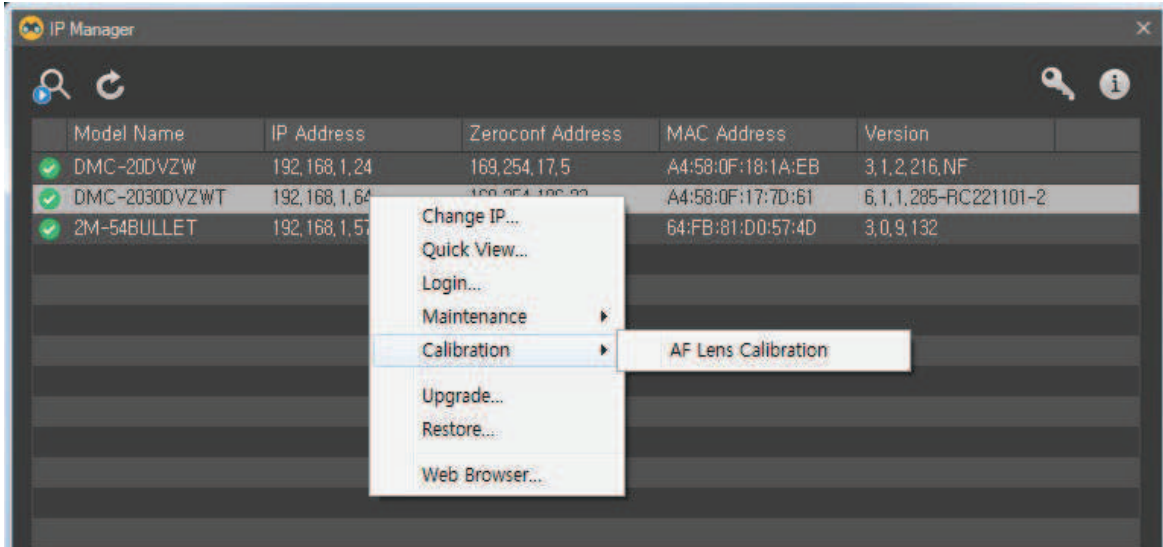 IP Manager
Model Name IP Address Zeroconf Address MAC Address Version
DMC-20DVZW 192,168,1,24 169,254,17,5 A4:58:0F:18:1A:EB 3,1,2,216,NF
DMC-2030DVZWT 192,168,1,64 A4:58:0F:17:7D:61 6,1,1,285-RC221101-2
2M-54BULLET 192,168,1,57 64:FB:81:D0:57:4D 3,0,9,132
Change IP...
Quick View...
Login...
Maintenance
Calibration AF Lens Calibration
Upgrade...
Restore...
Web Browser...